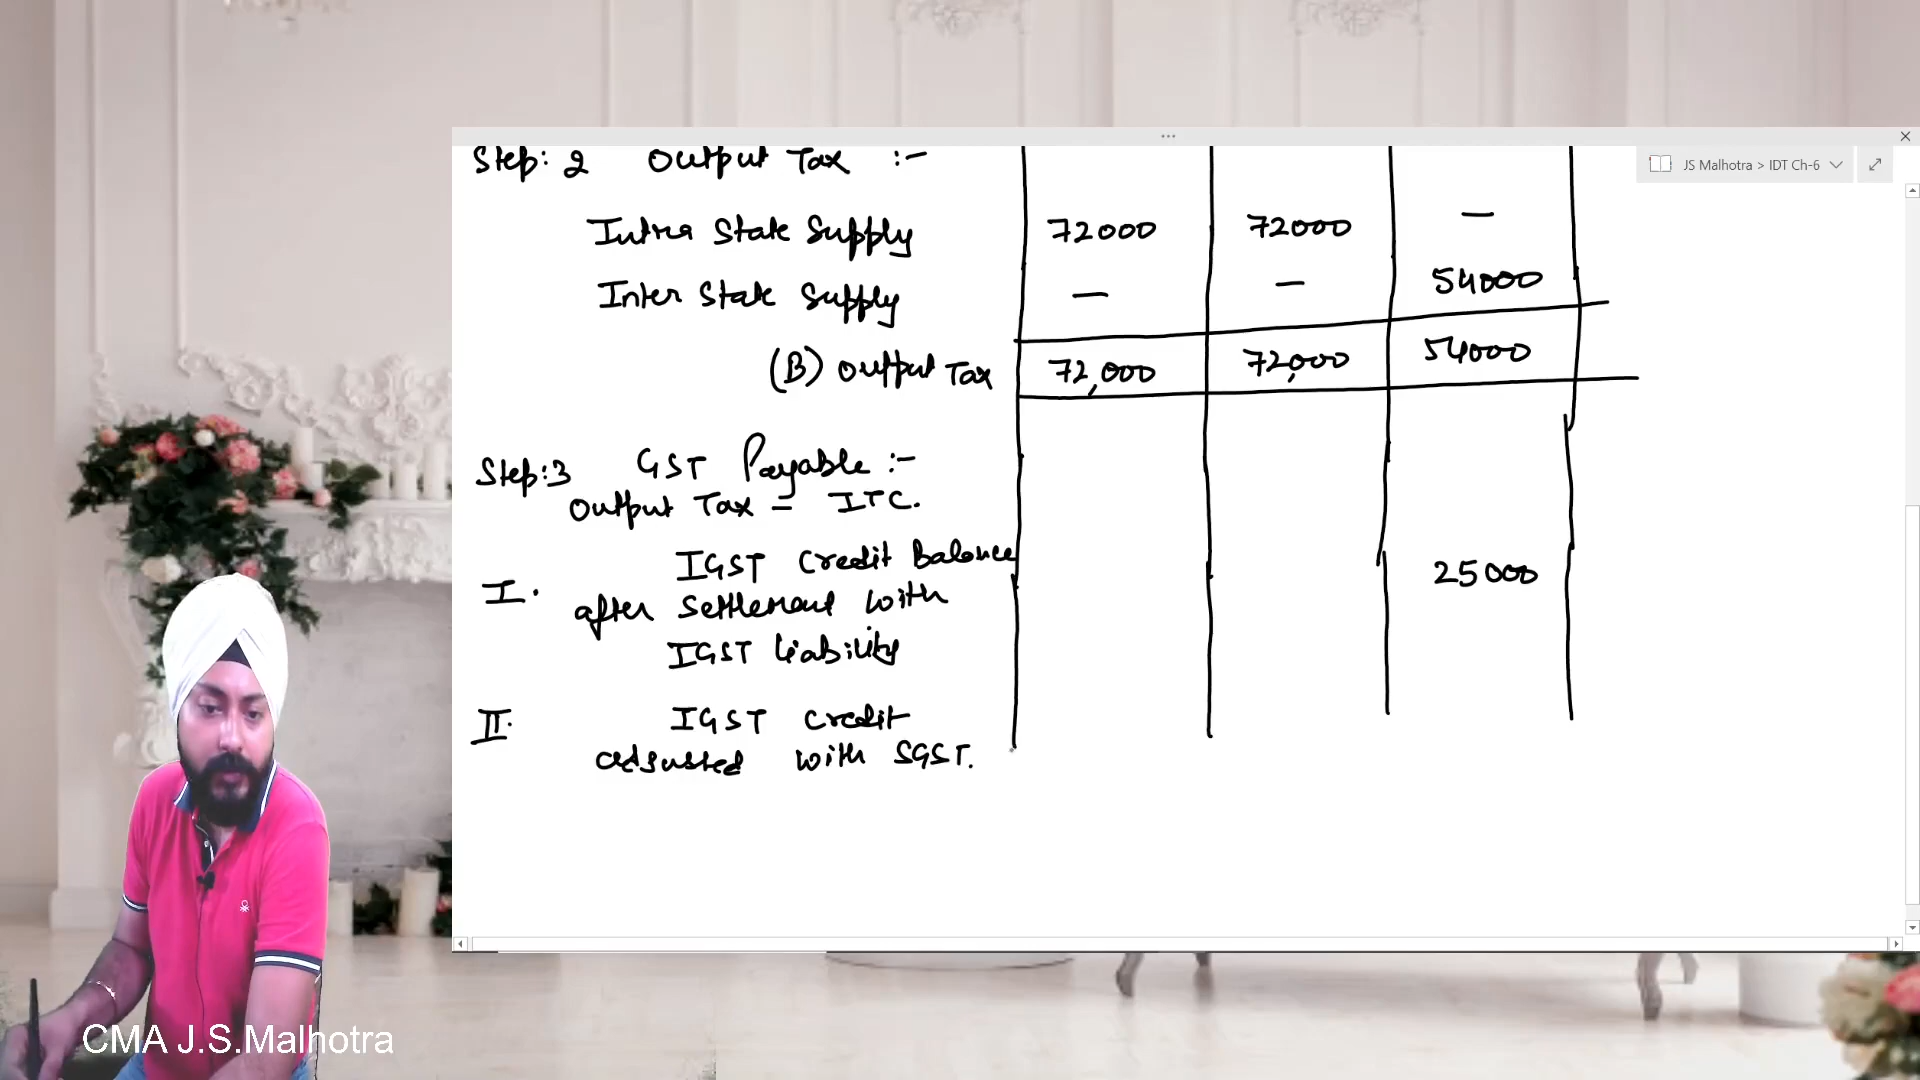 JS Malhotra > IDT Ch-6
Step: 2 Output Tax :-
Intra State Supply 72000 72000 —
Inter State Supply — — 54000
(B) Output Tax 72,000 72,000 54000
Step:3 GST Payable :-
Output Tax - ITC.
I. IGST Credit Balance 25000
after Settlement with
IGST liability
II. IGST Credit
adjusted with SGST.
CMA J.S.Malhotra